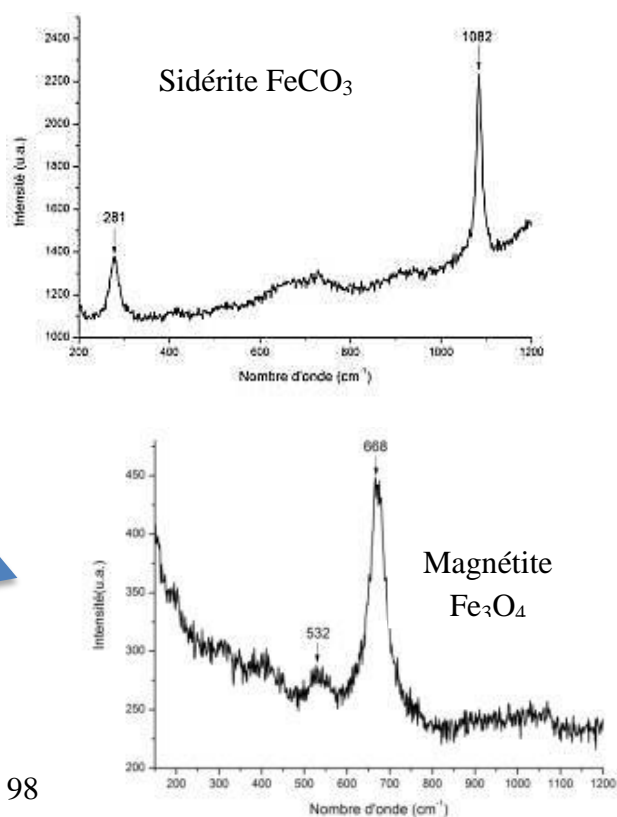 1082
2400
2200
2000
1800
1600
1400
1200
1000
Sidérite FeCO₃
281
Intensité (u.a.)
200 400 600 800 1000 1200
Nombre d'onde (cm⁻¹)
668
450
400
350
300
250
200
Magnétite
Fe₃O₄
532
Intensité(u.a.)
200 300 400 500 600 700 800 900 1000 1100 1200
Nombre d'onde (cm⁻¹)
98